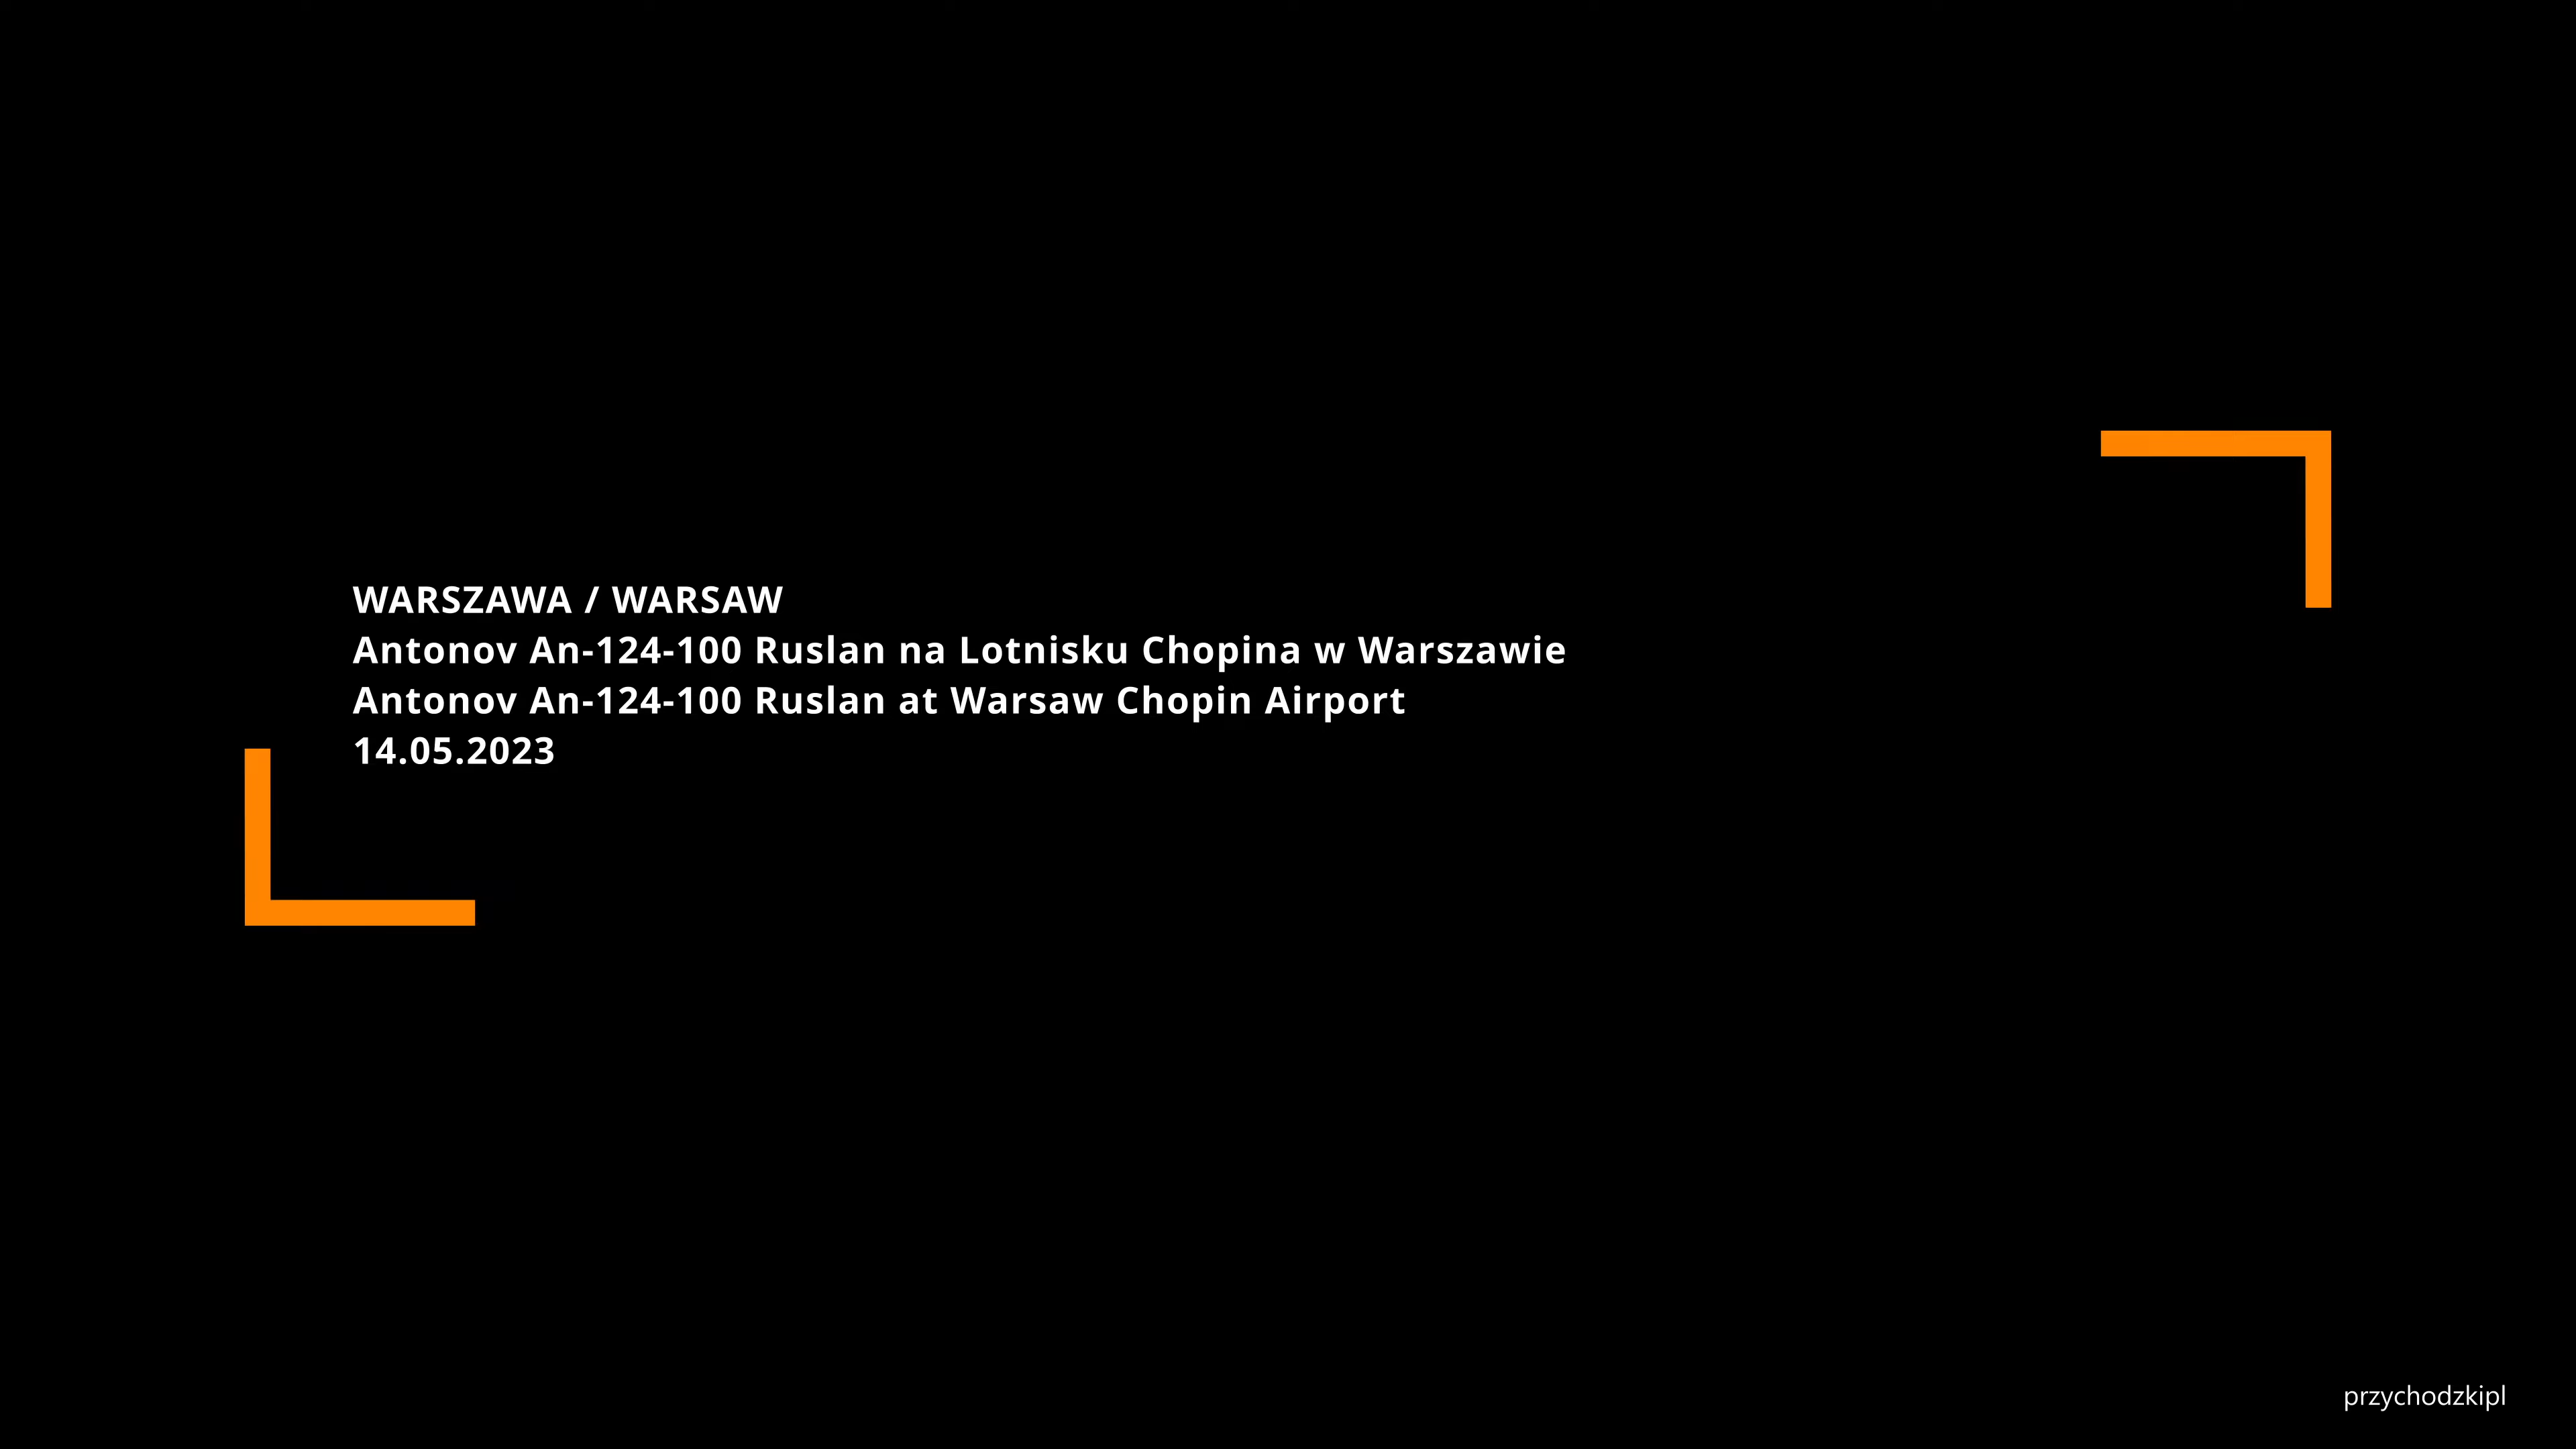 WARSZAWA / WARSAW
Antonov An-124-100 Ruslan na Lotnisku Chopina w Warszawie
Antonov An-124-100 Ruslan at Warsaw Chopin Airport
14.05.2023
przychodzkipl